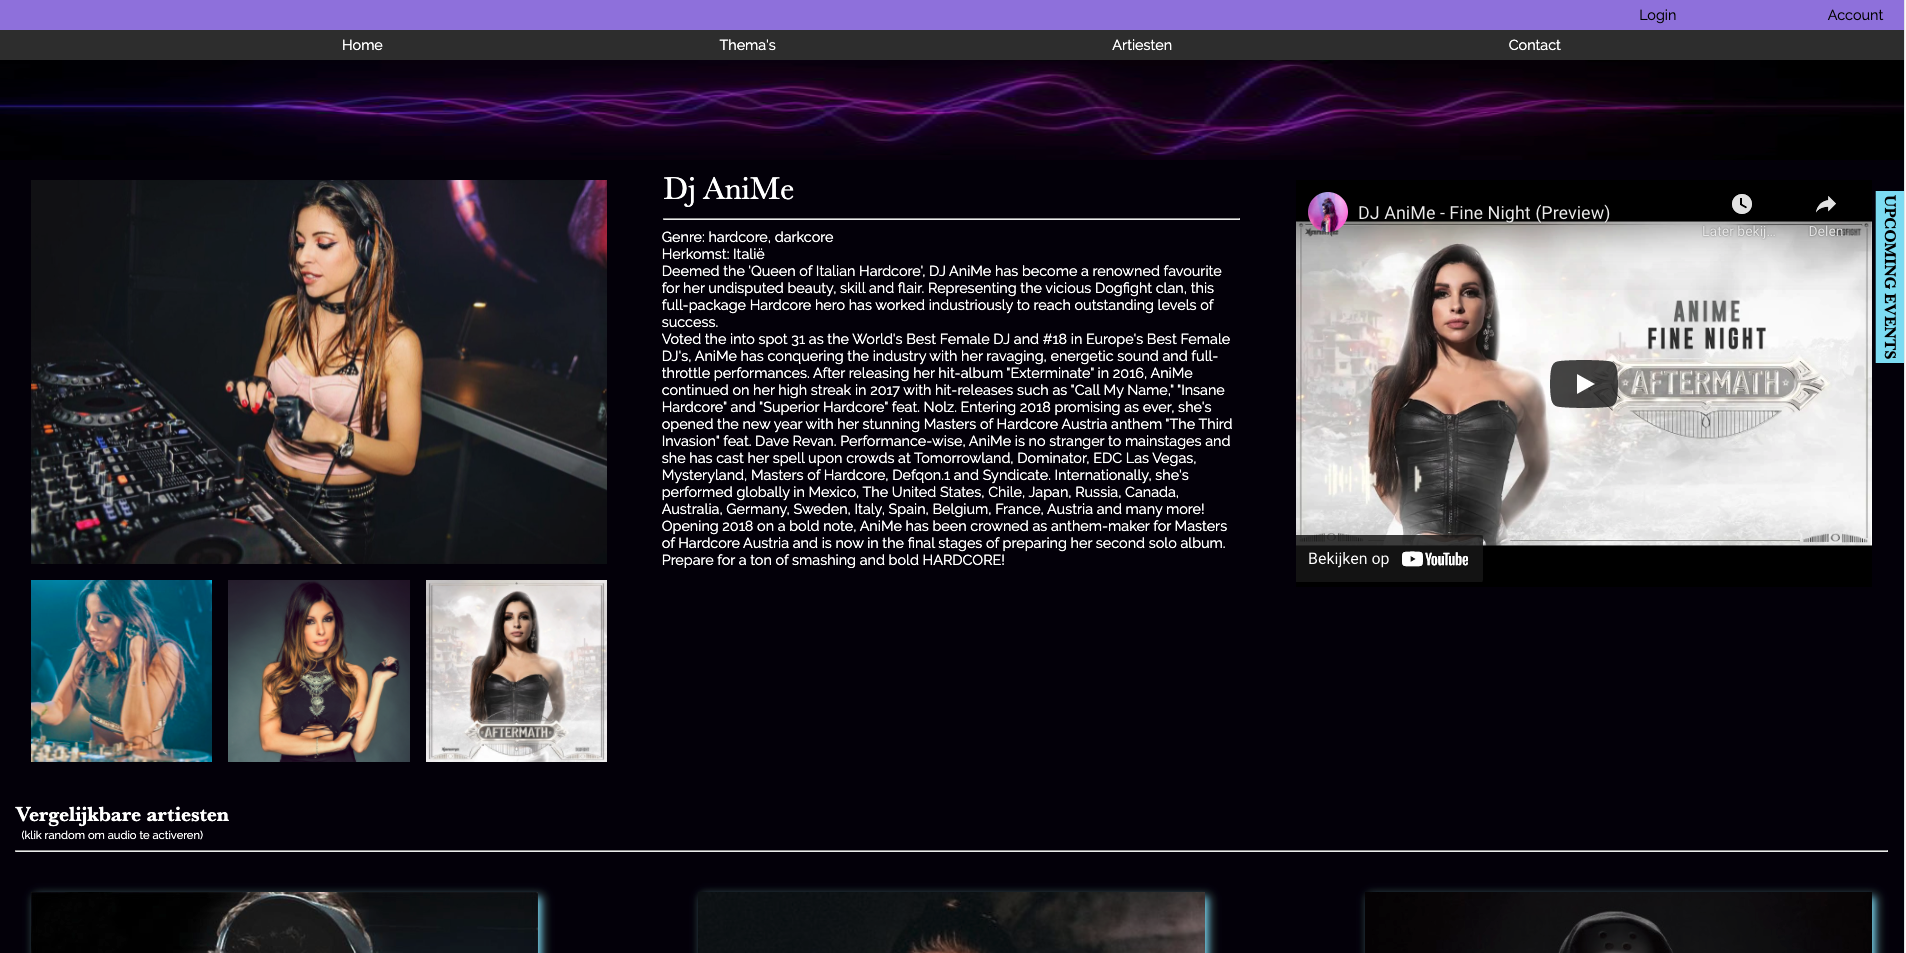 Login
Account
Home
Thema's
Artiesten
Contact
Dj AniMe
Genre: hardcore, darkcore
Herkomst: Italië
Deemed the 'Queen of Italian Hardcore', DJ AniMe has become a renowned favourite
for her undisputed beauty, skill and flair. Representing the vicious Dogfight clan, this
full-package Hardcore hero has worked industriously to reach outstanding levels of
success.
Voted the into spot 31 as the World's Best Female DJ and #18 in Europe's Best Female
DJ's, AniMe has conquering the industry with her ravaging, energetic sound and full-
throttle performances. After releasing her hit-album "Exterminate" in 2016, AniMe
continued on her high streak in 2017 with hit-releases such as "Call My Name," "Insane
Hardcore" and "Superior Hardcore" feat. Nolz. Entering 2018 promising as ever, she's
opened the new year with her stunning Masters of Hardcore Austria anthem "The Third
Invasion" feat. Dave Revan. Performance-wise, AniMe is no stranger to mainstages and
she has cast her spell upon crowds at Tomorrowland, Dominator, EDC Las Vegas,
Mysteryland, Masters of Hardcore, Defqon.1 and Syndicate. Internationally, she's
performed globally in Mexico, The United States, Chile, Japan, Russia, Canada,
Australia, Germany, Sweden, Italy, Spain, Belgium, France, Austria and many more!
Opening 2018 on a bold note, AniMe has been crowned as anthem-maker for Masters
of Hardcore Austria and is now in the final stages of preparing her second solo album.
Prepare for a ton of smashing and bold HARDCORE!
DJ AniMe - Fine Night (Preview)
Later bekij...
Delen
ANIME
FINE NIGHT
AFTERMATH
Bekijken op YouTube
UPCOMING EVENTS
AFTERMATH
Vergelijkbare artiesten
(klik random om audio te activeren)